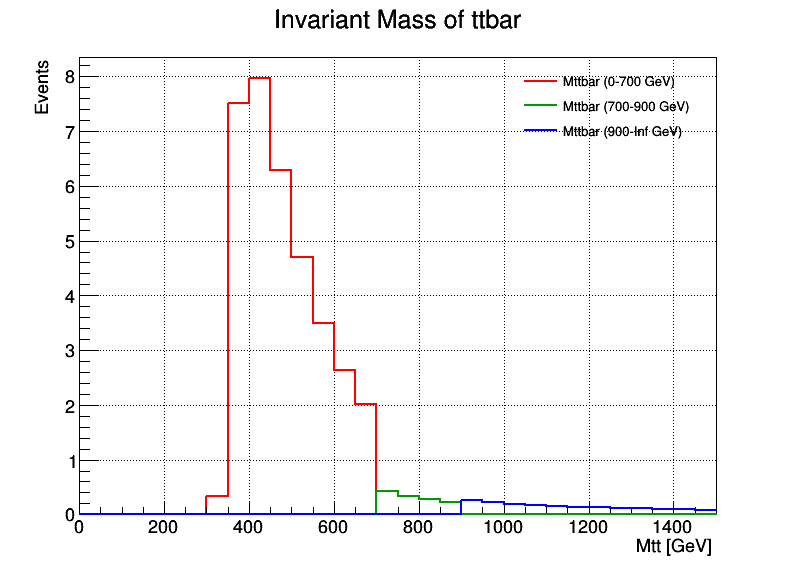 Invariant Mass of ttbar
Events
Mttbar (0-700 GeV)
Mttbar (700-900 GeV)
Mttbar (900-Inf GeV)
8
7
6
5
4
3
2
1
0
0 200 400 600 800 1000 1200 1400
Mtt [GeV]